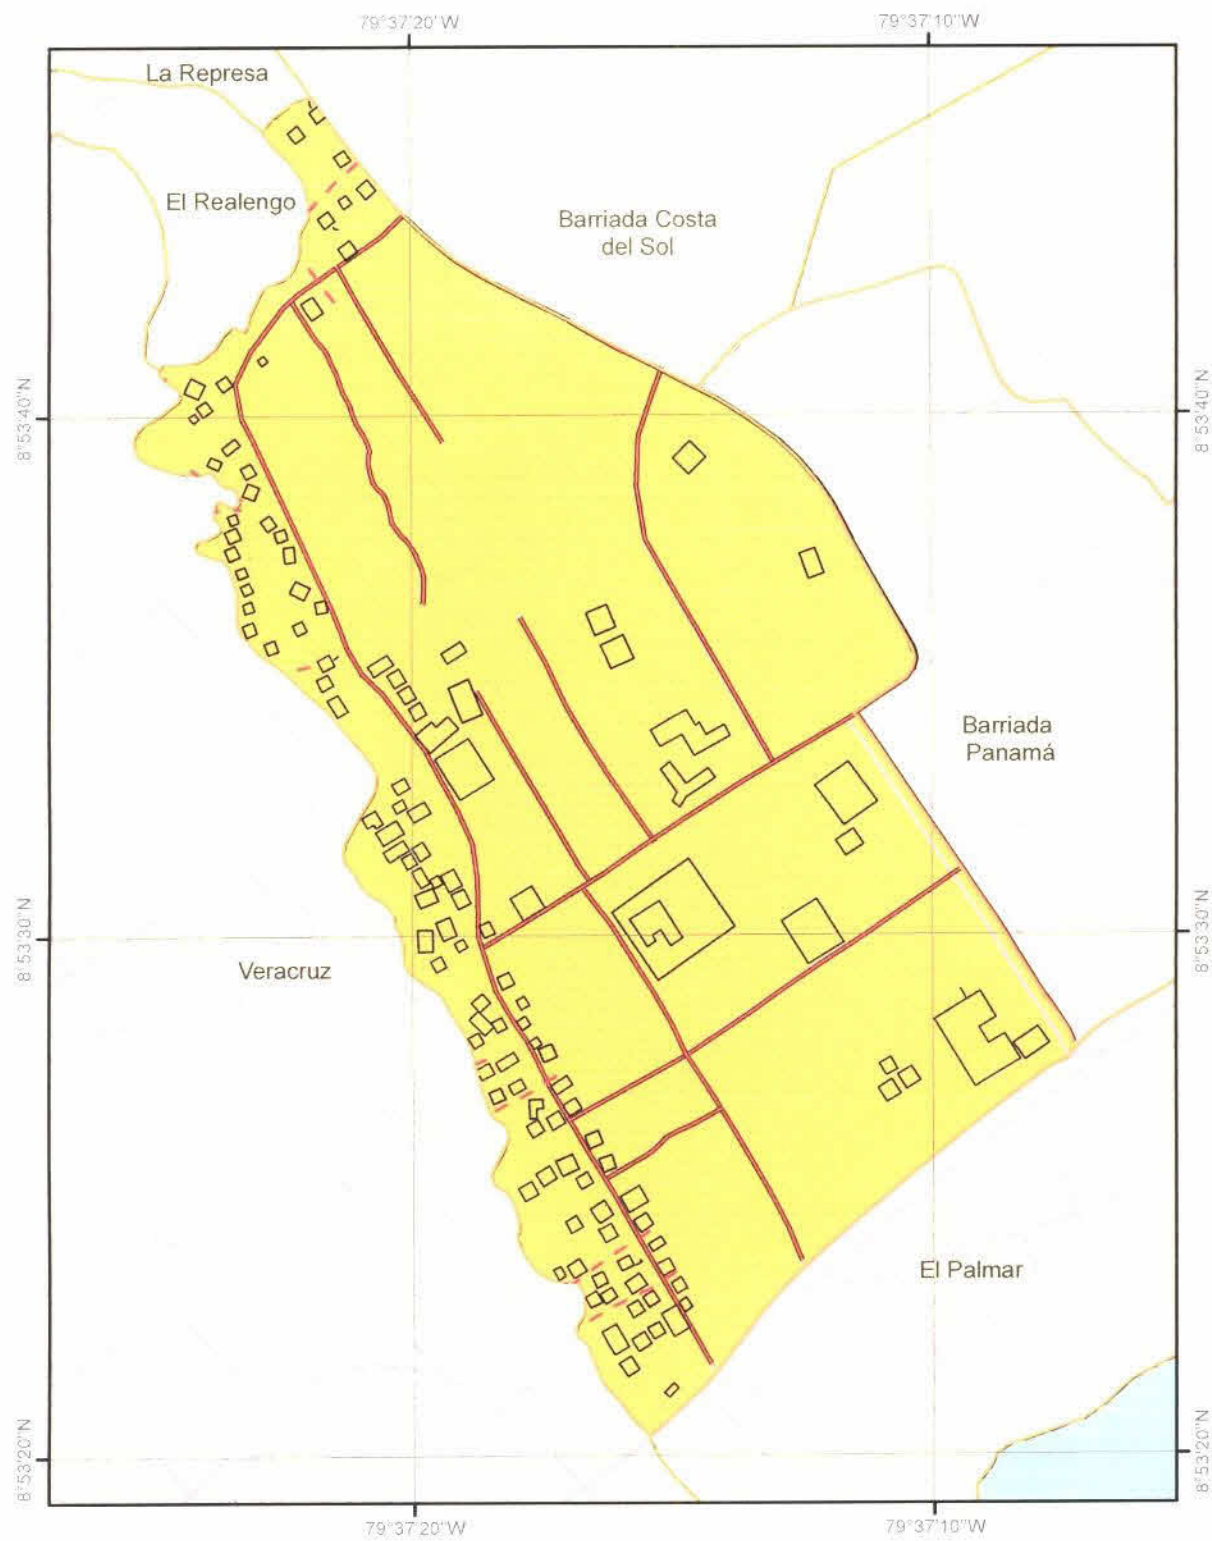 79°37'20"W
79°37'10"W
La Represa
El Realengo
Barriada Costa
del Sol
8°53'40"N
8°53'40"N
Barriada
Panamá
8°53'30"N
8°53'30"N
Veracruz
El Palmar
8°53'20"N
8°53'20"N
79°37'20"W
79°37'10"W